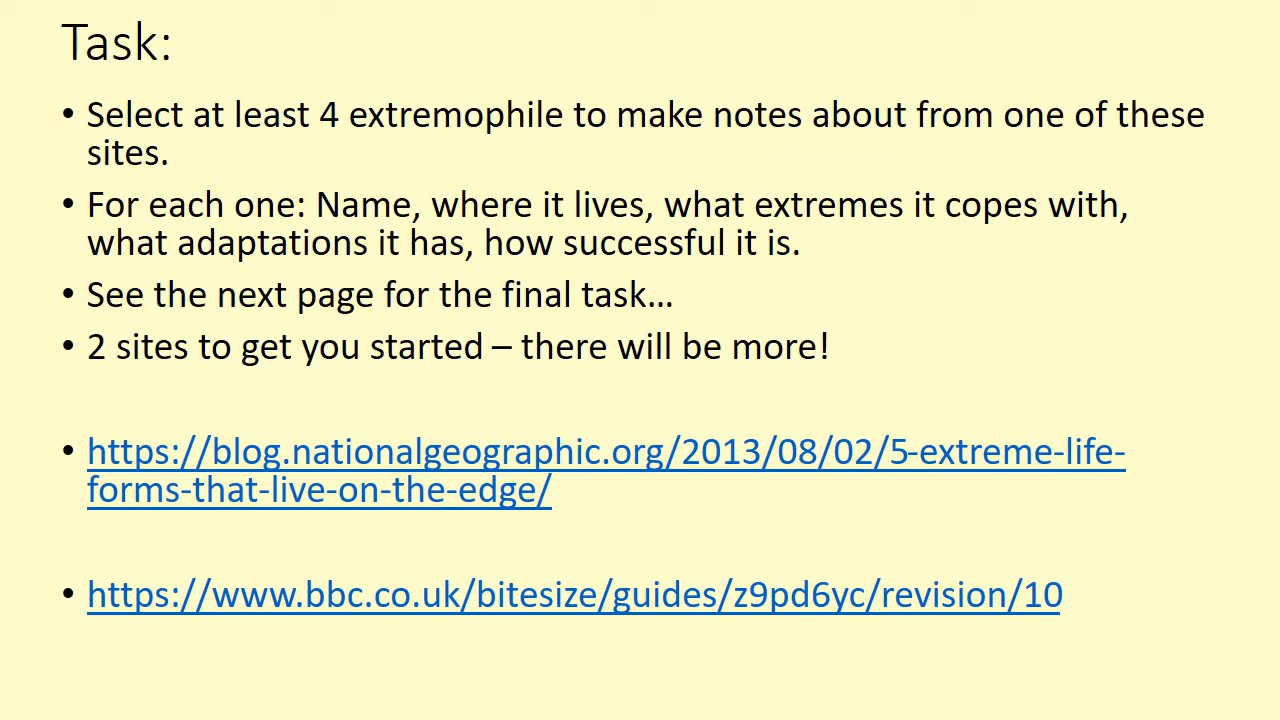 Task:
• Select at least 4 extremophile to make notes about from one of these
sites.
• For each one: Name, where it lives, what extremes it copes with,
what adaptations it has, how successful it is.
• See the next page for the final task…
• 2 sites to get you started – there will be more!
• https://blog.nationalgeographic.org/2013/08/02/5-extreme-life-
forms-that-live-on-the-edge/
• https://www.bbc.co.uk/bitesize/guides/z9pd6yc/revision/10